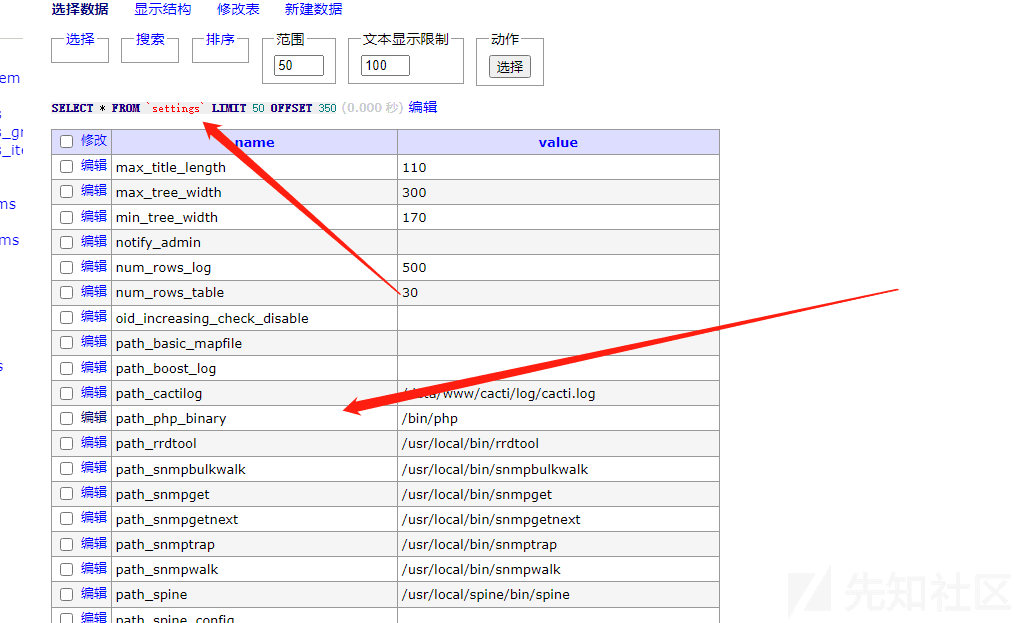 选择数据 显示结构 修改表 新建数据
选择 搜索 排序 范围 文本显示限制 动作
50 100 选择
SELECT * FROM `settings` LIMIT 50 OFFSET 350 (0.000 秒) 编辑
修改 name value
编辑 max_title_length 110
编辑 max_tree_width 300
编辑 min_tree_width 170
编辑 notify_admin
编辑 num_rows_log 500
编辑 num_rows_table 30
编辑 oid_increasing_check_disable
编辑 path_basic_mapfile
编辑 path_boost_log
编辑 path_cactilog /data/www/cacti/log/cacti.log
编辑 path_php_binary /bin/php
编辑 path_rrdtool /usr/local/bin/rrdtool
编辑 path_snmpbulkwalk /usr/local/bin/snmpbulkwalk
编辑 path_snmpget /usr/local/bin/snmpget
编辑 path_snmpgetnext /usr/local/bin/snmpgetnext
编辑 path_snmptrap /usr/local/bin/snmptrap
编辑 path_snmpwalk /usr/local/bin/snmpwalk
编辑 path_spine /usr/local/spine/bin/spine
编辑 path_spine_config
先知社区